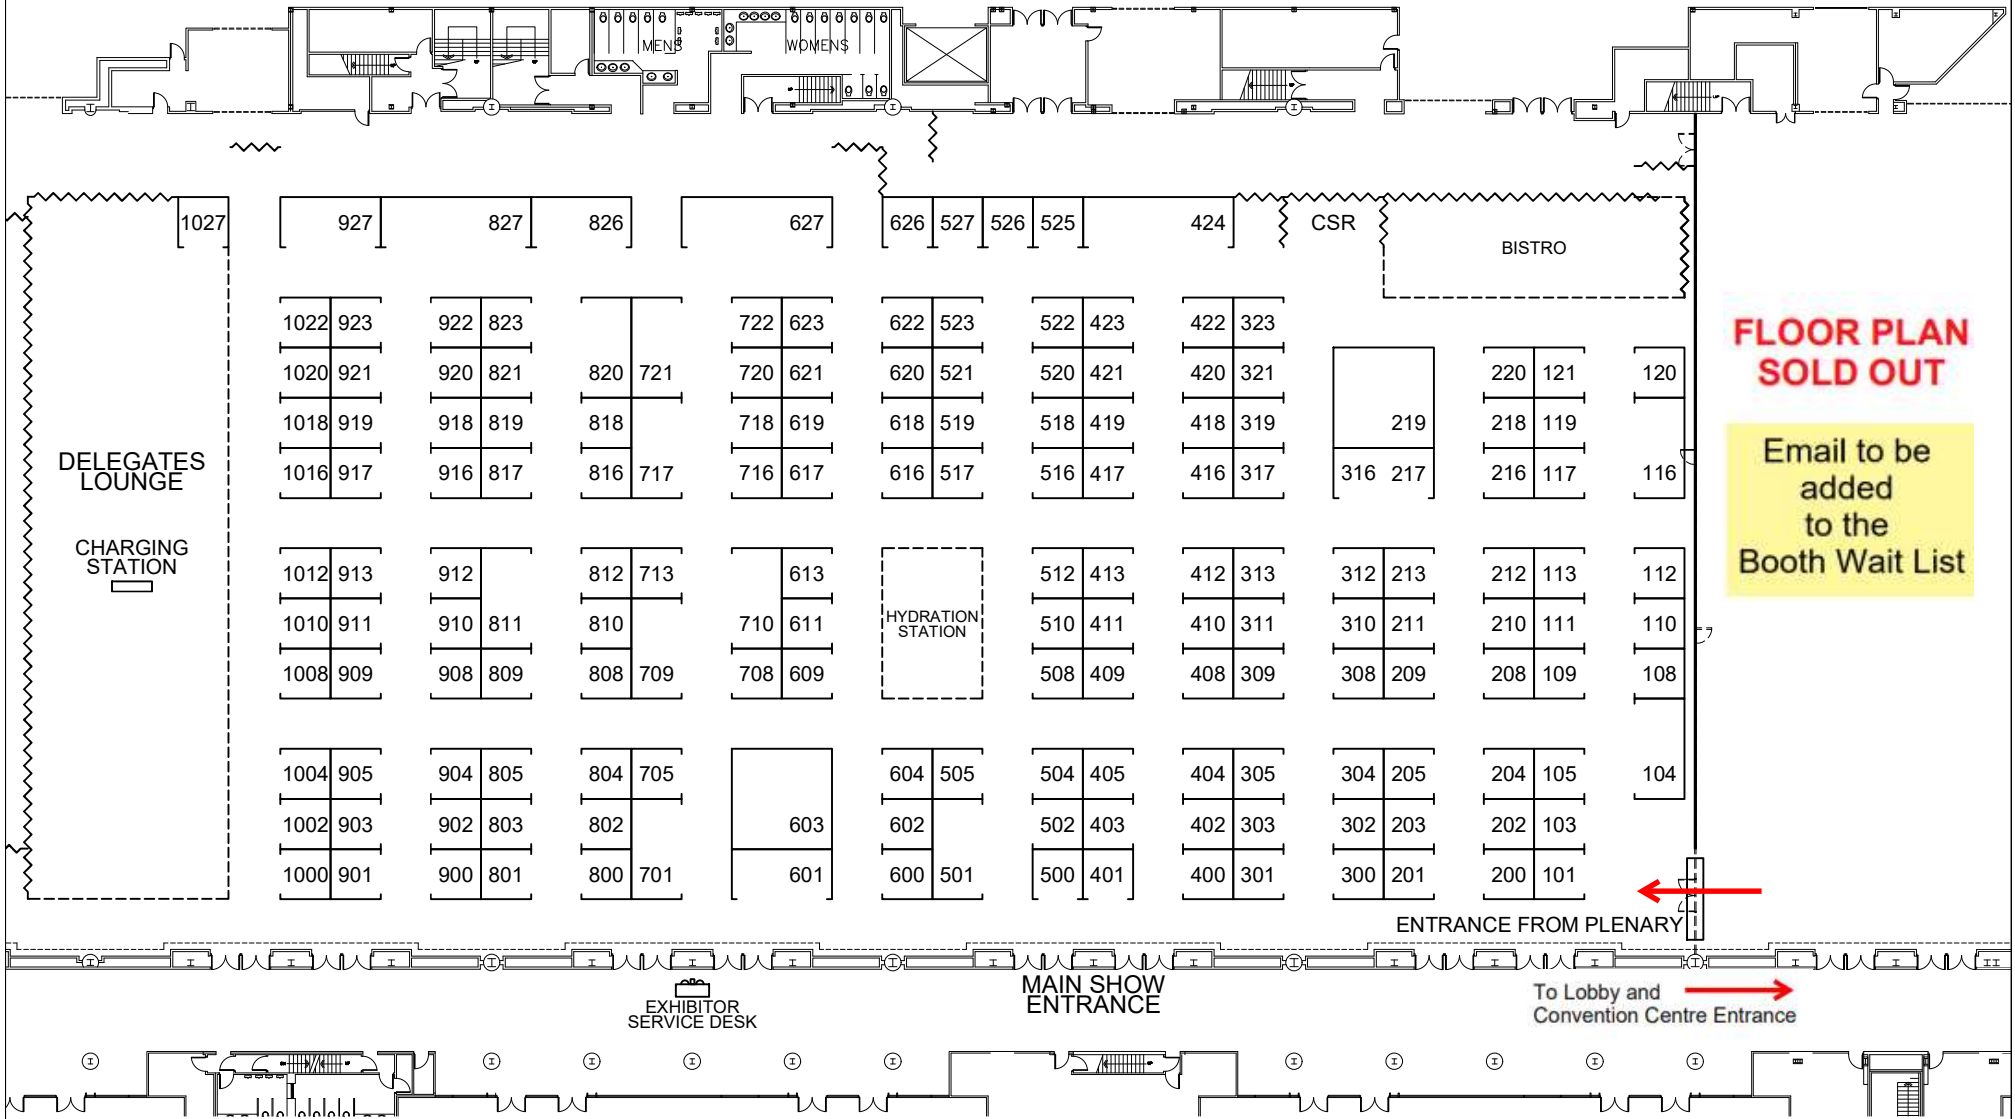 MENS WOMENS
1027 927 827 826 627 626 527 526 525 424 CSR
BISTRO
1022 923 922 823 722 623 622 523 522 423 422 323
1020 921 920 821 820 721 720 621 620 521 520 421 420 321 220 121 120
1018 919 918 819 818 718 619 618 519 518 419 418 319 219 218 119
1016 917 916 817 816 717 716 617 616 517 516 417 416 317 316 217 216 117 116
DELEGATES
LOUNGE
CHARGING
STATION
1012 913 912 812 713 613 512 413 412 313 312 213 212 113 112
1010 911 910 811 810 710 611 510 411 410 311 310 211 210 111 110
HYDRATION
STATION
1008 909 908 809 808 709 708 609 508 409 408 309 308 209 208 109 108
1004 905 904 805 804 705 604 505 504 405 404 305 304 205 204 105 104
1002 903 902 803 802 603 602 502 403 402 303 302 203 202 103
1000 901 900 801 800 701 601 600 501 500 401 400 301 300 201 200 101
FLOOR PLAN
SOLD OUT
Email to be
added
to the
Booth Wait List
ENTRANCE FROM PLENARY
MAIN SHOW
ENTRANCE
EXHIBITOR
SERVICE DESK
To Lobby and
Convention Centre Entrance